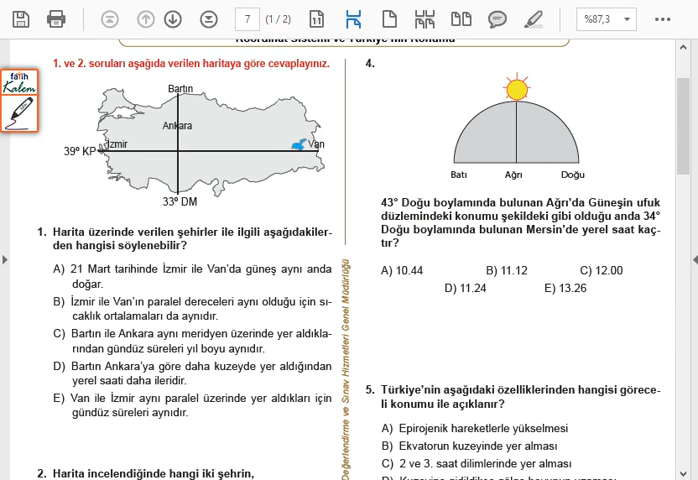 7 (1 / 2) %87,3
fatih
Kalem
1. ve 2. soruları aşağıda verilen haritaya göre cevaplayınız.
Bartın
Ankara
İzmir
Van
39° KP
33° DM
1. Harita üzerinde verilen şehirler ile ilgili aşağıdakiler-
den hangisi söylenebilir?
A) 21 Mart tarihinde İzmir ile Van'da güneş aynı anda
doğar.
B) İzmir ile Van'ın paralel dereceleri aynı olduğu için sı-
caklık ortalamaları da aynıdır.
C) Bartın ile Ankara aynı meridyen üzerinde yer aldıkla-
rından gündüz süreleri yıl boyu aynıdır.
D) Bartın Ankara'ya göre daha kuzeyde yer aldığından
yerel saati daha ileridir.
E) Van ile İzmir aynı paralel üzerinde yer aldıkları için
gündüz süreleri aynıdır.
2. Harita incelendiğinde hangi iki şehrin,
Değerlendirme ve Sınav Hizmetleri Genel Müdürlüğü
4.
Batı Ağrı Doğu
43° Doğu boylamında bulunan Ağrı'da Güneşin ufuk
düzlemindeki konumu şekildeki gibi olduğu anda 34°
Doğu boylamında bulunan Mersin'de yerel saat kaç-
tır?
A) 10.44 B) 11.12 C) 12.00
D) 11.24 E) 13.26
5. Türkiye'nin aşağıdaki özelliklerinden hangisi görece-
li konumu ile açıklanır?
A) Epirojenik hareketlerle yükselmesi
B) Ekvatorun kuzeyinde yer alması
C) 2 ve 3. saat dilimlerinde yer alması